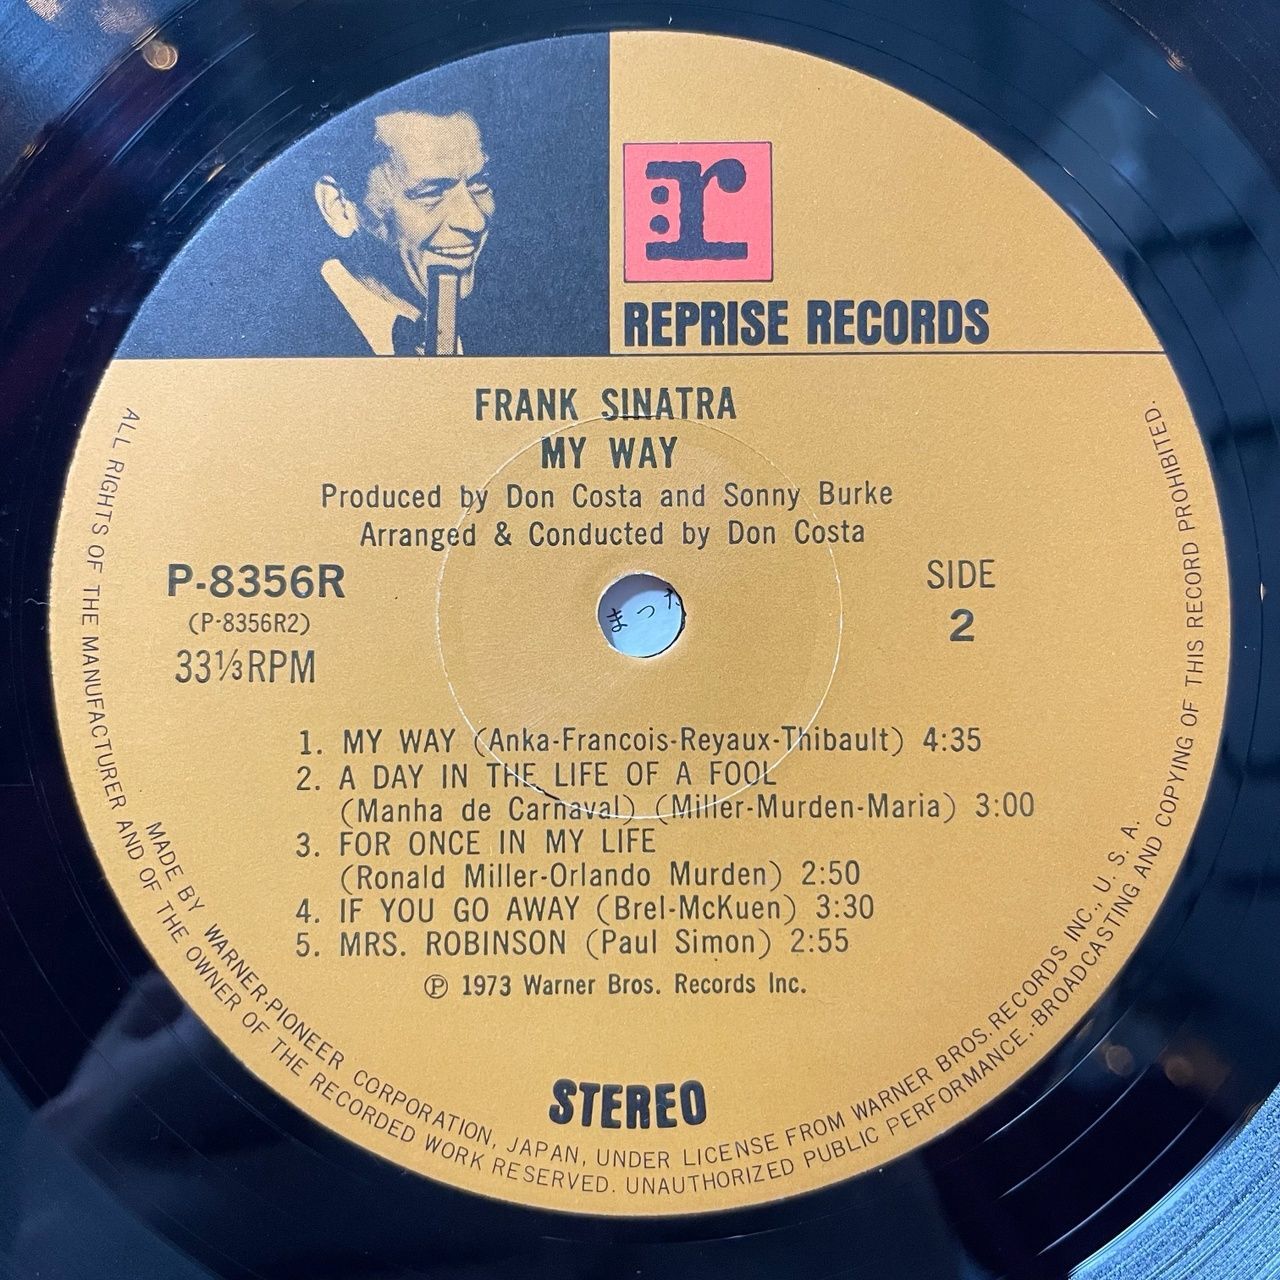 r
REPRISE RECORDS
FRANK SINATRA
MY WAY
Produced by Don Costa and Sonny Burke
Arranged & Conducted by Don Costa
P-8356R
(P-8356R2)
33⅓RPM
SIDE
2
1. MY WAY (Anka-Francois-Reyaux-Thibault) 4:35
2. A DAY IN THE LIFE OF A FOOL
(Manha de Carnaval) (Miller-Murden-Maria) 3:00
3. FOR ONCE IN MY LIFE
(Ronald Miller-Orlando Murden) 2:50
4. IF YOU GO AWAY (Brel-McKuen) 3:30
5. MRS. ROBINSON (Paul Simon) 2:55
℗ 1973 Warner Bros. Records Inc.
STEREO
MADE BY WARNER-PIONEER CORPORATION, JAPAN, UNDER LICENSE FROM WARNER BROS. RECORDS INC., U. S. A.
ALL RIGHTS OF THE MANUFACTURER AND OF THE OWNER OF THE RECORDED WORK RESERVED. UNAUTHORIZED PUBLIC PERFORMANCE,-BROADCASTING AND COPYING OF THIS RECORD PROHIBITED.